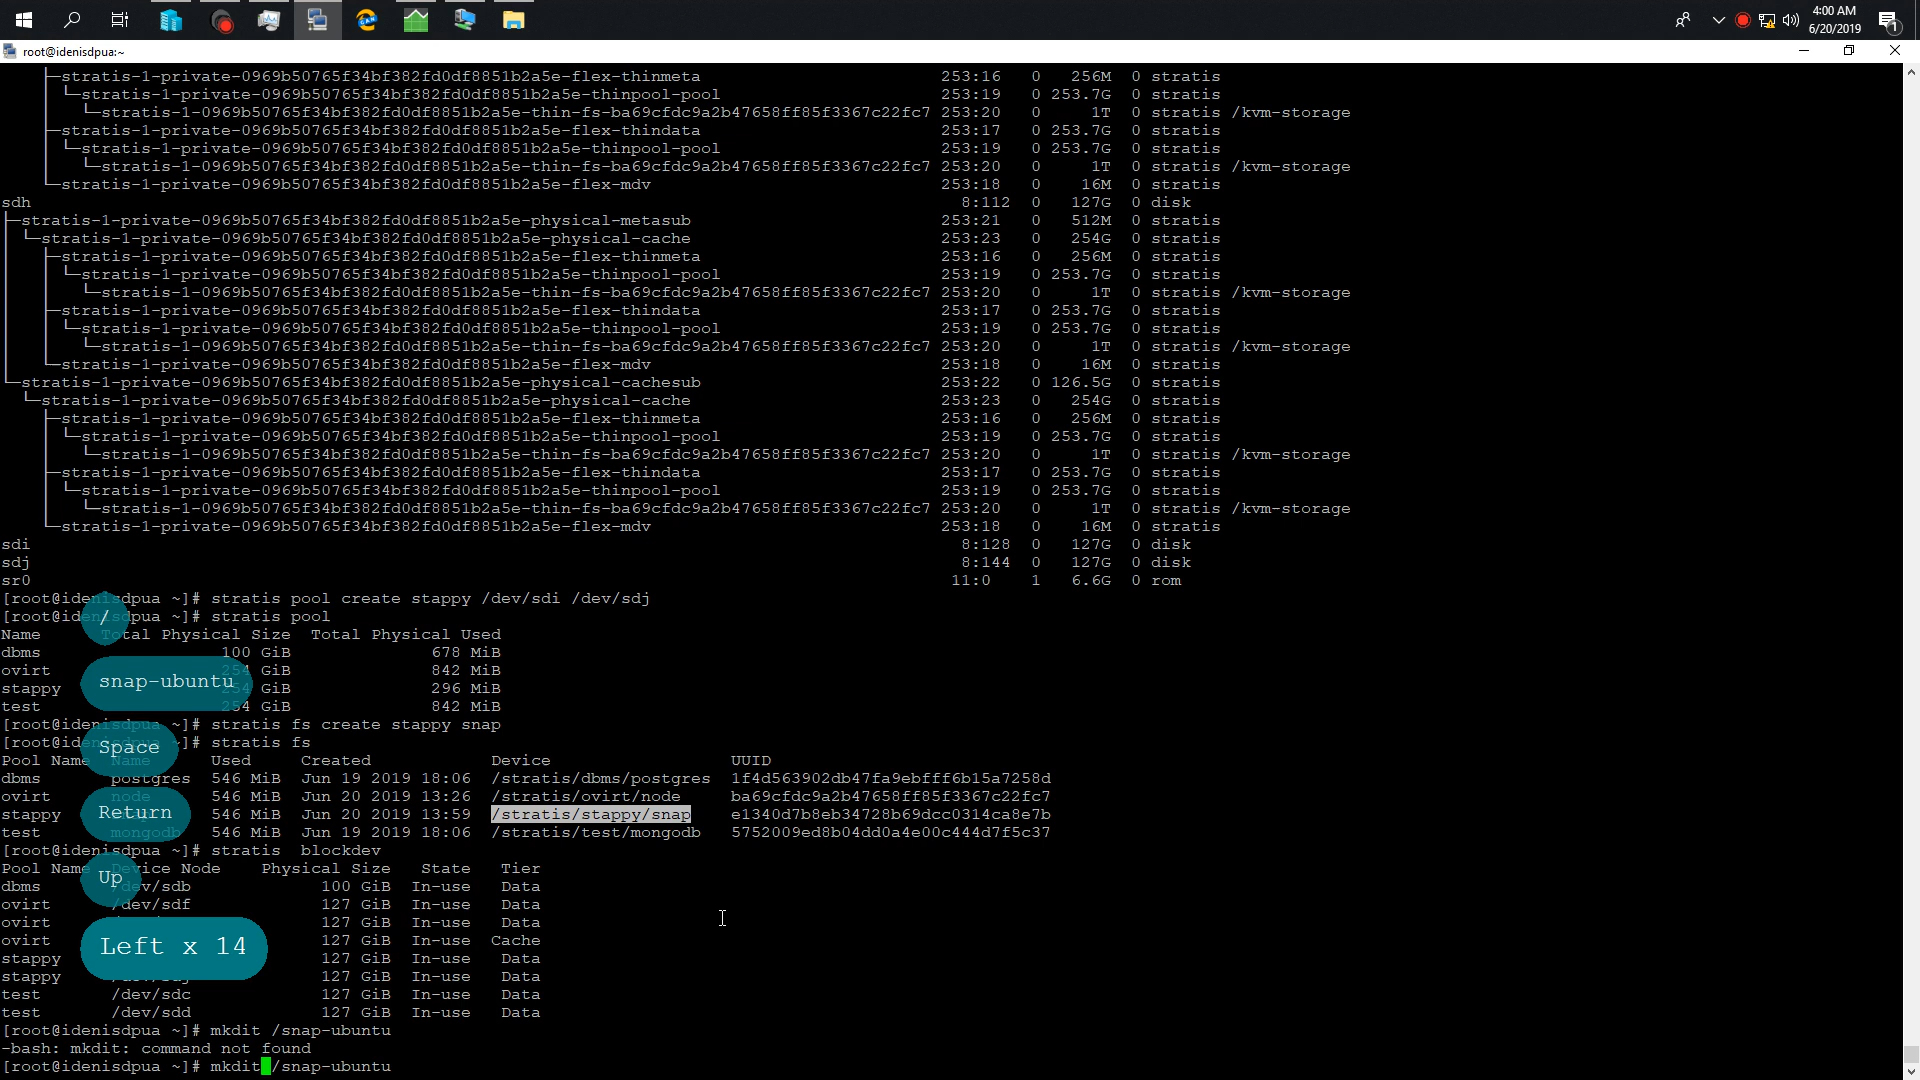 4:00 AM
6/20/2019
1
root@idenisdpua:~
├─stratis-1-private-0969b50765f34bf382fd0df8851b2a5e-flex-thinmeta 253:16 0 256M 0 stratis
└─stratis-1-private-0969b50765f34bf382fd0df8851b2a5e-thinpool-pool 253:19 0 253.7G 0 stratis
└─stratis-1-0969b50765f34bf382fd0df8851b2a5e-thin-fs-ba69cfdc9a2b47658ff85f3367c22fc7 253:20 0 1T 0 stratis /kvm-storage
├─stratis-1-private-0969b50765f34bf382fd0df8851b2a5e-flex-thindata 253:17 0 253.7G 0 stratis
└─stratis-1-private-0969b50765f34bf382fd0df8851b2a5e-thinpool-pool 253:19 0 253.7G 0 stratis
└─stratis-1-0969b50765f34bf382fd0df8851b2a5e-thin-fs-ba69cfdc9a2b47658ff85f3367c22fc7 253:20 0 1T 0 stratis /kvm-storage
└─stratis-1-private-0969b50765f34bf382fd0df8851b2a5e-flex-mdv 253:18 0 16M 0 stratis
sdh 8:112 0 127G 0 disk
├─stratis-1-private-0969b50765f34bf382fd0df8851b2a5e-physical-metasub 253:21 0 512M 0 stratis
└─stratis-1-private-0969b50765f34bf382fd0df8851b2a5e-physical-cache 253:23 0 254G 0 stratis
├─stratis-1-private-0969b50765f34bf382fd0df8851b2a5e-flex-thinmeta 253:16 0 256M 0 stratis
└─stratis-1-private-0969b50765f34bf382fd0df8851b2a5e-thinpool-pool 253:19 0 253.7G 0 stratis
└─stratis-1-0969b50765f34bf382fd0df8851b2a5e-thin-fs-ba69cfdc9a2b47658ff85f3367c22fc7 253:20 0 1T 0 stratis /kvm-storage
├─stratis-1-private-0969b50765f34bf382fd0df8851b2a5e-flex-thindata 253:17 0 253.7G 0 stratis
└─stratis-1-private-0969b50765f34bf382fd0df8851b2a5e-thinpool-pool 253:19 0 253.7G 0 stratis
└─stratis-1-0969b50765f34bf382fd0df8851b2a5e-thin-fs-ba69cfdc9a2b47658ff85f3367c22fc7 253:20 0 1T 0 stratis /kvm-storage
└─stratis-1-private-0969b50765f34bf382fd0df8851b2a5e-flex-mdv 253:18 0 16M 0 stratis
└─stratis-1-private-0969b50765f34bf382fd0df8851b2a5e-physical-cachesub 253:22 0 126.5G 0 stratis
└─stratis-1-private-0969b50765f34bf382fd0df8851b2a5e-physical-cache 253:23 0 254G 0 stratis
├─stratis-1-private-0969b50765f34bf382fd0df8851b2a5e-flex-thinmeta 253:16 0 256M 0 stratis
└─stratis-1-private-0969b50765f34bf382fd0df8851b2a5e-thinpool-pool 253:19 0 253.7G 0 stratis
└─stratis-1-0969b50765f34bf382fd0df8851b2a5e-thin-fs-ba69cfdc9a2b47658ff85f3367c22fc7 253:20 0 1T 0 stratis /kvm-storage
├─stratis-1-private-0969b50765f34bf382fd0df8851b2a5e-flex-thindata 253:17 0 253.7G 0 stratis
└─stratis-1-private-0969b50765f34bf382fd0df8851b2a5e-thinpool-pool 253:19 0 253.7G 0 stratis
└─stratis-1-0969b50765f34bf382fd0df8851b2a5e-thin-fs-ba69cfdc9a2b47658ff85f3367c22fc7 253:20 0 1T 0 stratis /kvm-storage
└─stratis-1-private-0969b50765f34bf382fd0df8851b2a5e-flex-mdv 253:18 0 16M 0 stratis
sdi 8:128 0 127G 0 disk
sdj 8:144 0 127G 0 disk
sr0 11:0 1 6.6G 0 rom
[root@idenisdpua ~]# stratis pool create stappy /dev/sdi /dev/sdj
[root@idenisdpua ~]# stratis pool
Name Total Physical Size Total Physical Used
dbms 100 GiB 678 MiB
ovirt 254 GiB 842 MiB
stappy 254 GiB 296 MiB
test 254 GiB 842 MiB
[root@idenisdpua ~]# stratis fs create stappy snap
[root@idenisdpua ~]# stratis fs
Pool Name Name Used Created Device UUID
dbms postgres 546 MiB Jun 19 2019 18:06 /stratis/dbms/postgres 1f4d563902db47fa9ebfff6b15a7258d
ovirt node 546 MiB Jun 20 2019 13:26 /stratis/ovirt/node ba69cfdc9a2b47658ff85f3367c22fc7
stappy 546 MiB Jun 20 2019 13:59 /stratis/stappy/snap e1340d7b8eb34728b69dcc0314ca8e7b
test mongodb 546 MiB Jun 19 2019 18:06 /stratis/test/mongodb 5752009ed8b04dd0a4e00c444d7f5c37
[root@idenisdpua ~]# stratis  blockdev
Pool Name Device Node Physical Size State Tier
dbms /dev/sdb 100 GiB In-use Data
ovirt /dev/sdf 127 GiB In-use Data
ovirt 127 GiB In-use Data
ovirt 127 GiB In-use Cache
stappy 127 GiB In-use Data
stappy 127 GiB In-use Data
test /dev/sdc 127 GiB In-use Data
test /dev/sdd 127 GiB In-use Data
[root@idenisdpua ~]# mkdit /snap-ubuntu
-bash: mkdit: command not found
[root@idenisdpua ~]# mkdit /snap-ubuntu
/
snap-ubuntu
Space
Return
Up
Left x 14